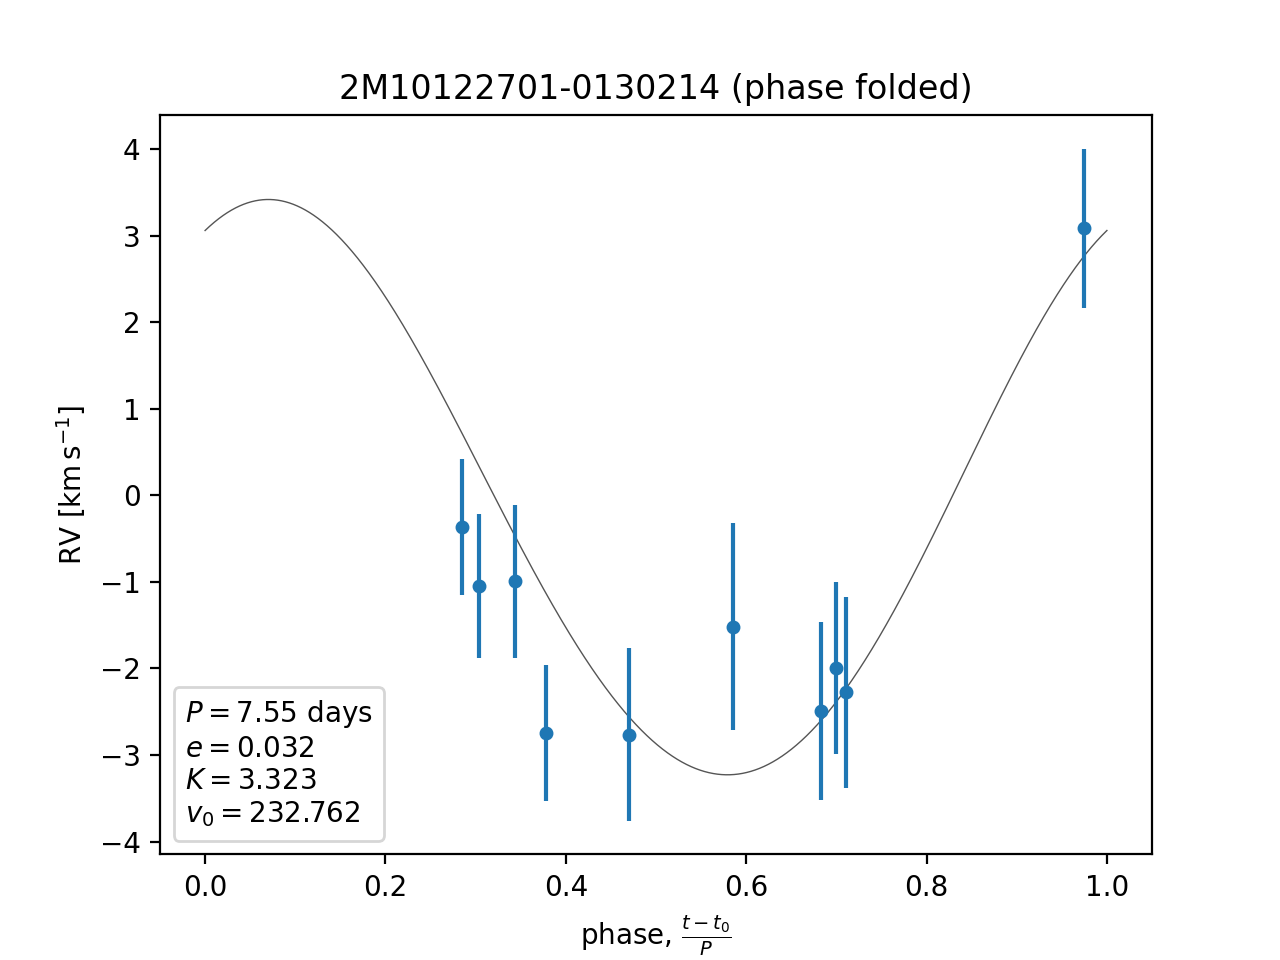 2M10122701-0130214 (phase folded)
RV [km s⁻¹]
4
3
2
1
0
−1
−2
−3
−4
P = 7.55 days
e = 0.032
K = 3.323
v₀ = 232.762
0.0 0.2 0.4 0.6 0.8 1.0
phase, t − t₀ / P